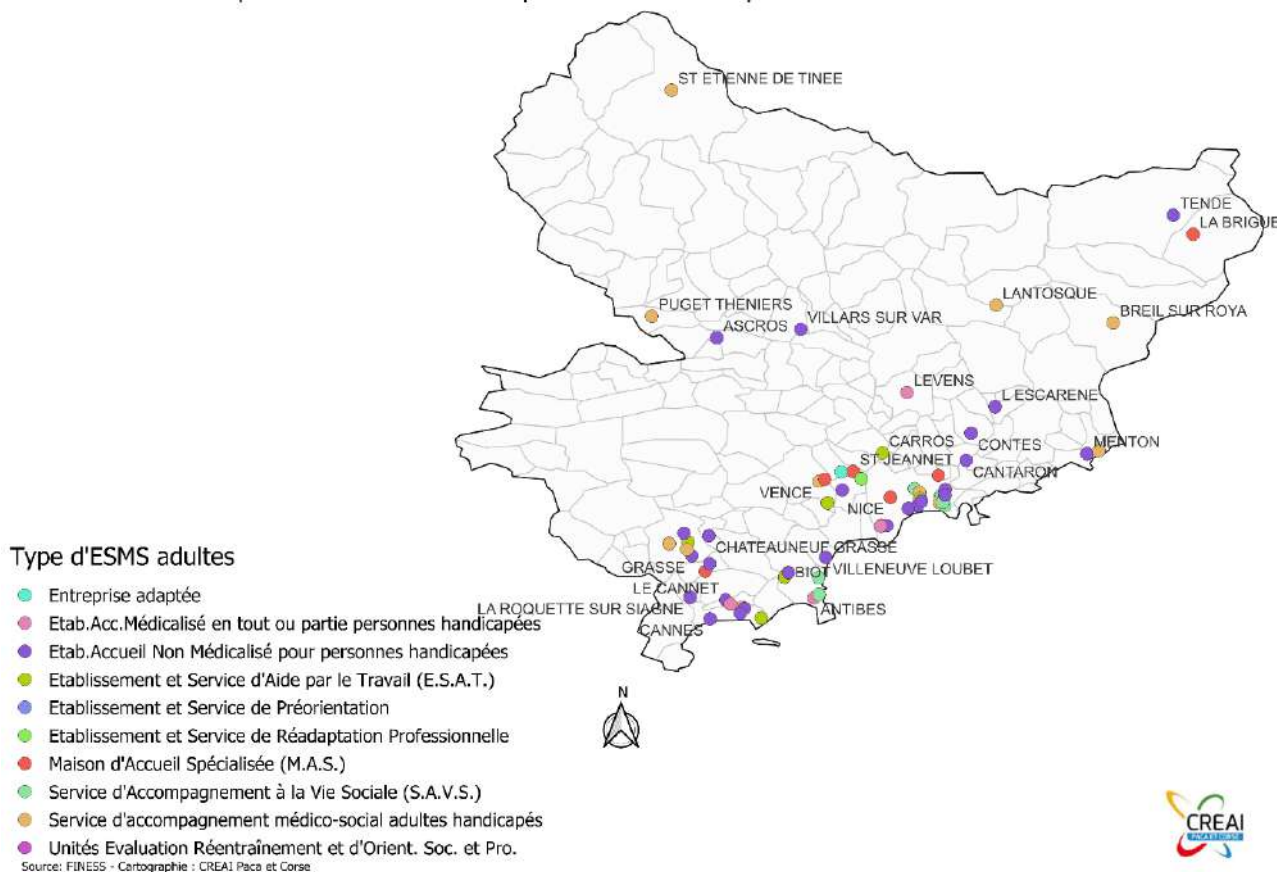 ST ETIENNE DE TINEE
TENDE
LA BRIGUE
LANTOSQUE
PUGET THENIERS
BREIL SUR ROYA
VILLARS SUR VAR
ASCROS
LEVENS
L ESCARENE
CARROS
CONTES
MENTON
ST JEANNET
CANTARON
VENCE
NICE
CHATEAUNEUF GRASSE
GRASSE
BIOT
VILLENEUVE LOUBET
LE CANNET
LA ROQUETTE SUR SIAGNE
ANTIBES
CANNES
N
Type d'ESMS adultes
Entreprise adaptée
Etab.Acc.Médicalisé en tout ou partie personnes handicapées
Etab.Accueil Non Médicalisé pour personnes handicapées
Etablissement et Service d'Aide par le Travail (E.S.A.T.)
Etablissement et Service de Préorientation
Etablissement et Service de Réadaptation Professionnelle
Maison d'Accueil Spécialisée (M.A.S.)
Service d'Accompagnement à la Vie Sociale (S.A.V.S.)
Service d'accompagnement médico-social adultes handicapés
Unités Evaluation Réentraînement et d'Orient. Soc. et Pro.
Source: FINESS - Cartographie : CREAI Paca et Corse
CREAI
PACA ET CORSE